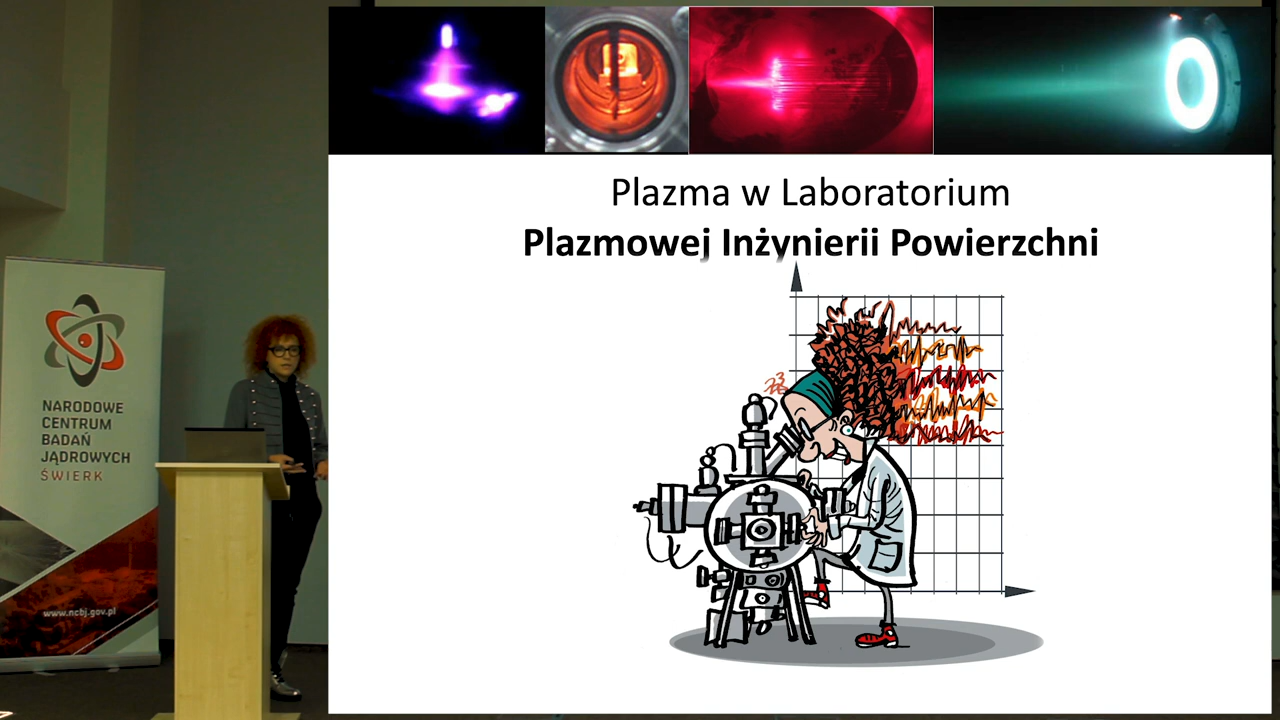 Plazma w Laboratorium
Plazmowej Inżynierii Powierzchni
NARODOWE
CENTRUM
BADAŃ
JĄDROWYCH
ŚWIERK
www.ncbj.gov.pl